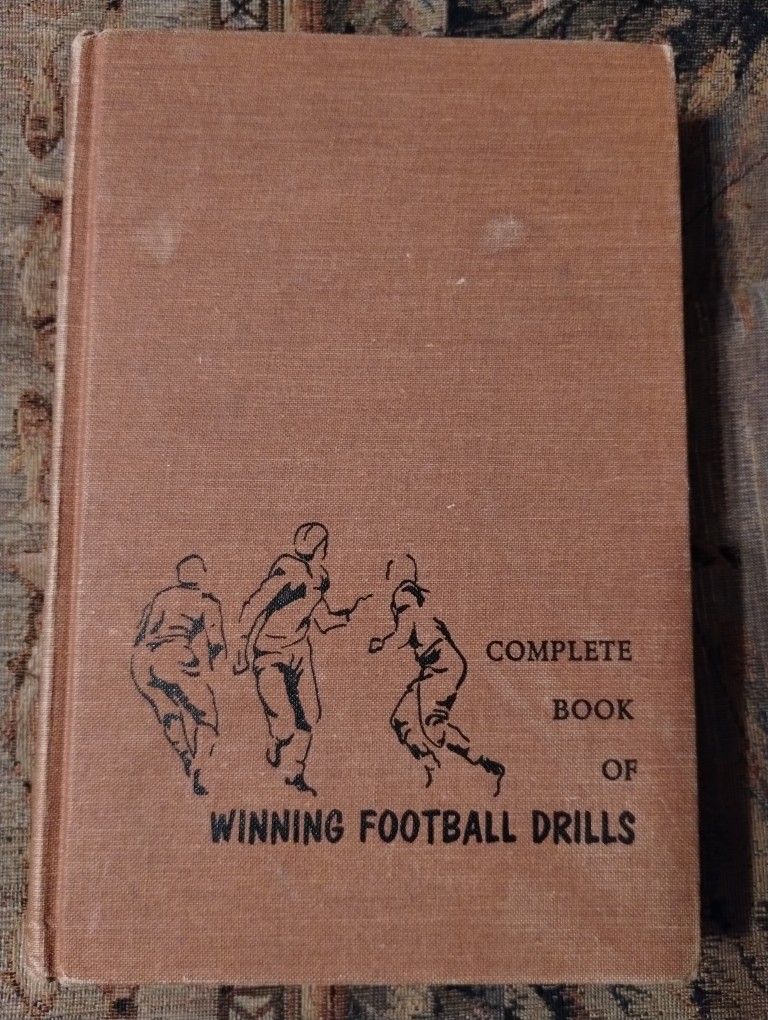 COMPLETE
BOOK
OF
WINNING FOOTBALL DRILLS